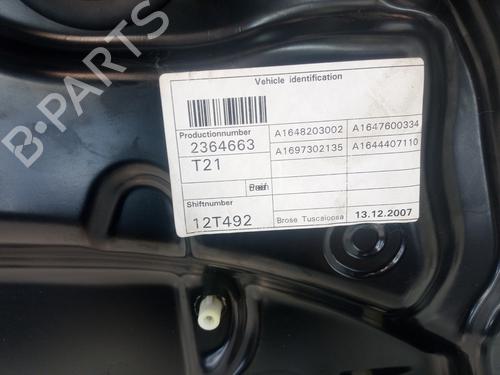 B-PARTS
Vehicle identification
Productionnumber
2364663
T21
A1648203002 A1647600334
A1697302135 A1644407110
Shiftnumber
12T492
Brose Tuscaloosa 13.12.2007